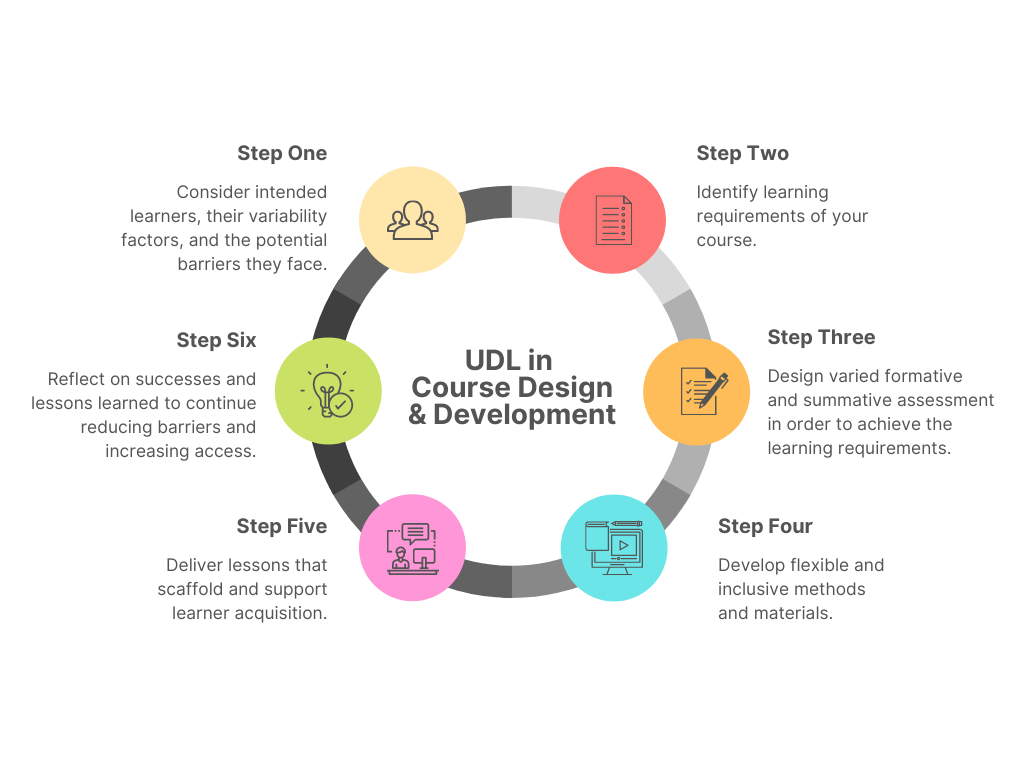 Step One
Consider intended
learners, their variability
factors, and the potential
barriers they face.
Step Two
Identify learning
requirements of your
course.
Step Three
Design varied formative
and summative assessment
in order to achieve the
learning requirements.
Step Four
Develop flexible and
inclusive methods
and materials.
Step Five
Deliver lessons that
scaffold and support
learner acquisition.
Step Six
Reflect on successes and
lessons learned to continue
reducing barriers and
increasing access.
UDL in
Course Design
& Development